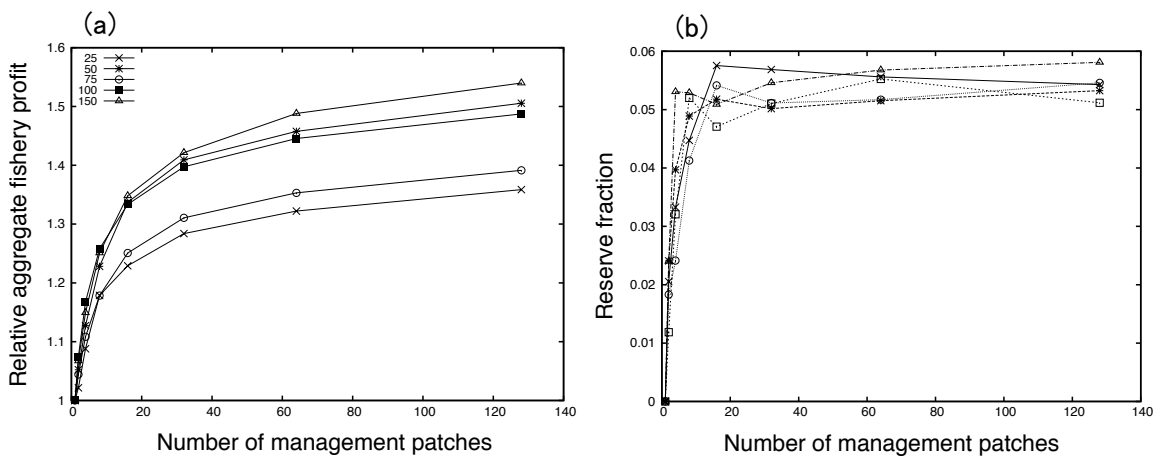 (a)
Relative aggregate fishery profit
1.6
1.5
1.4
1.3
1.2
1.1
1
25
50
75
100
150
0 20 40 60 80 100 120 140
Number of management patches
(b)
Reserve fraction
0.06
0.05
0.04
0.03
0.02
0.01
0
0 20 40 60 80 100 120 140
Number of management patches